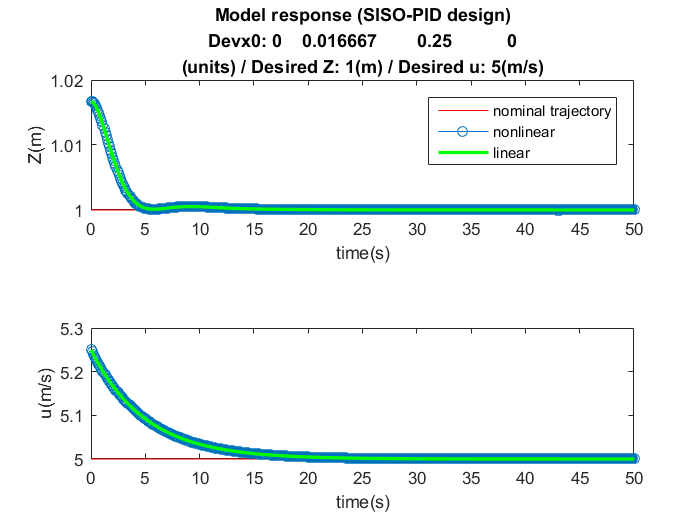 Model response (SISO-PID design)
Devx0: 0 0.016667 0.25 0
(units) / Desired Z: 1(m) / Desired u: 5(m/s)
1.02
1.01
1
Z(m)
nominal trajectory
nonlinear
linear
0 5 10 15 20 25 30 35 40 45 50
time(s)
5.3
5.2
5.1
5
u(m/s)
0 5 10 15 20 25 30 35 40 45 50
time(s)